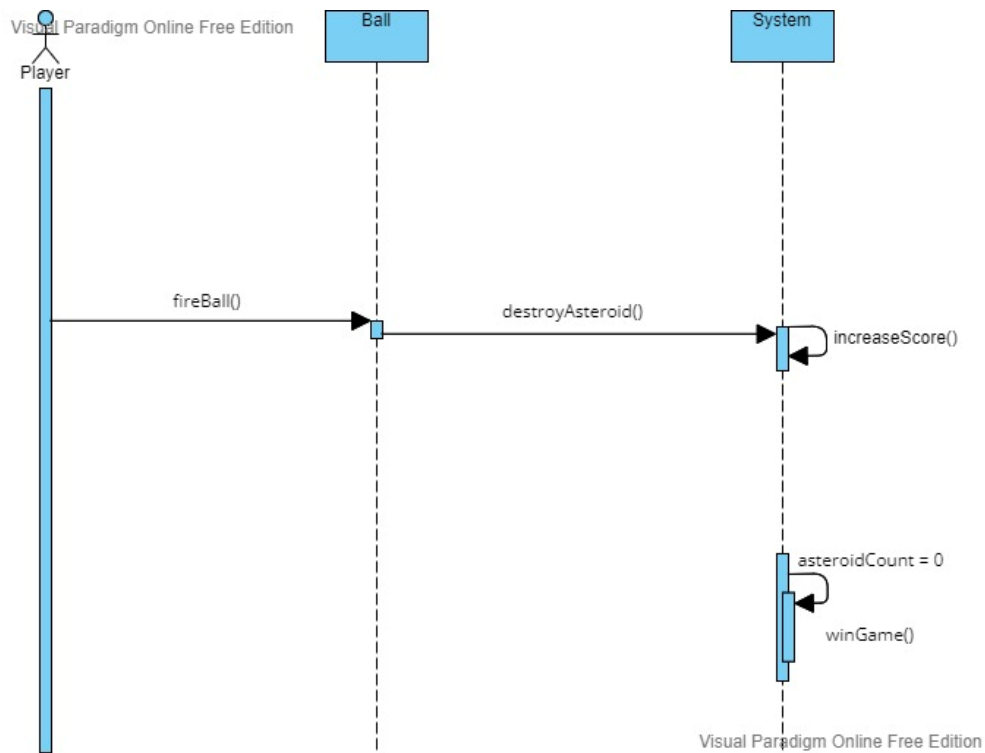 Visual Paradigm Online Free Edition
Ball
System
Player
fireBall()
destroyAsteroid()
increaseScore()
asteroidCount = 0
winGame()
Visual Paradigm Online Free Edition